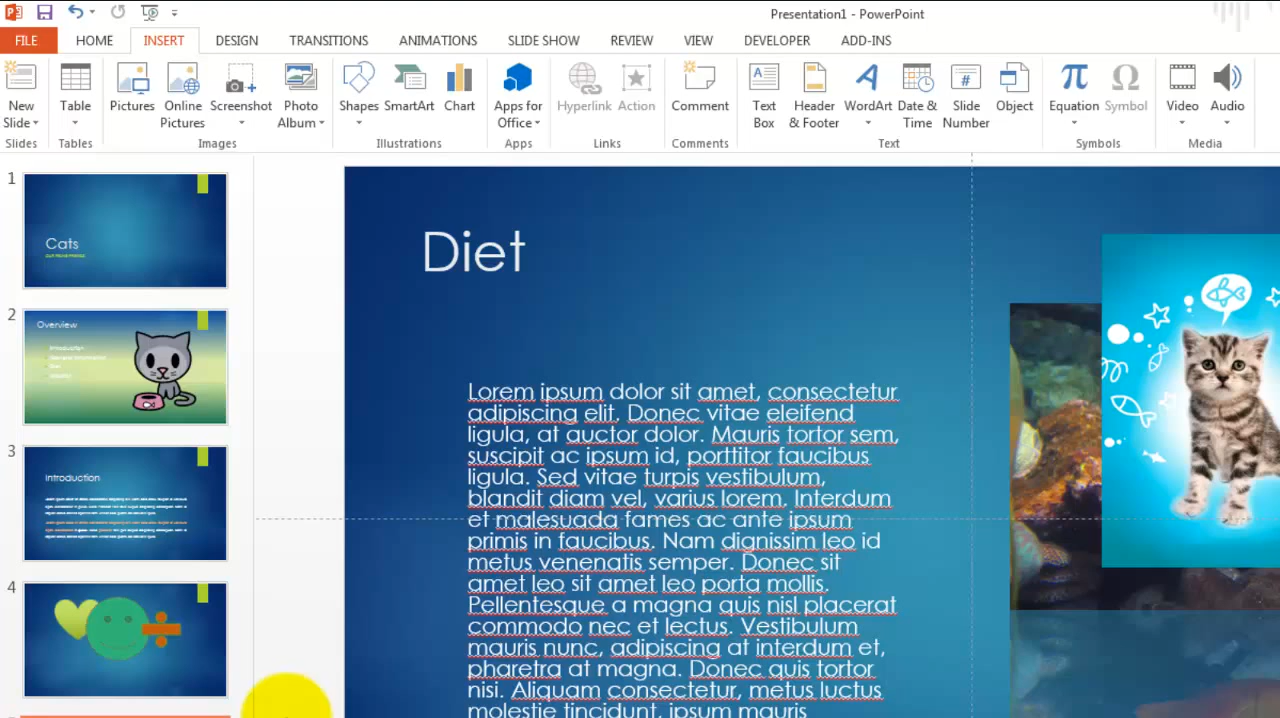 Presentation1 - PowerPoint
FILE HOME INSERT DESIGN TRANSITIONS ANIMATIONS SLIDE SHOW REVIEW VIEW DEVELOPER ADD-INS
New Slide
Table
Pictures
Online Pictures
Screenshot
Photo Album
Shapes
SmartArt
Chart
Apps for Office
Hyperlink
Action
Comment
Text Box
Header & Footer
WordArt
Date & Time
Slide Number
Object
Equation
Symbol
Video
Audio
Slides Tables Images Illustrations Apps Links Comments Text Symbols Media
1
Cats
2
Overview
Introduction
3
Introduction
4
Diet
Lorem ipsum dolor sit amet, consectetur
adipiscing elit. Donec vitae eleifend
ligula, at auctor dolor. Mauris tortor sem,
suscipit ac ipsum id, porttitor faucibus
ligula. Sed vitae turpis vestibulum,
blandit diam vel, varius lorem. Interdum
et malesuada fames ac ante ipsum
primis in faucibus. Nam dignissim leo id
metus venenatis semper. Donec sit
amet leo sit amet leo porta mollis.
Pellentesque a magna quis nisl placerat
commodo nec et lectus. Vestibulum
mauris nunc, adipiscing at interdum et,
pharetra at magna. Donec quis tortor
nisi. Aliquam consectetur, metus luctus
molestie tincidunt, ipsum mauris